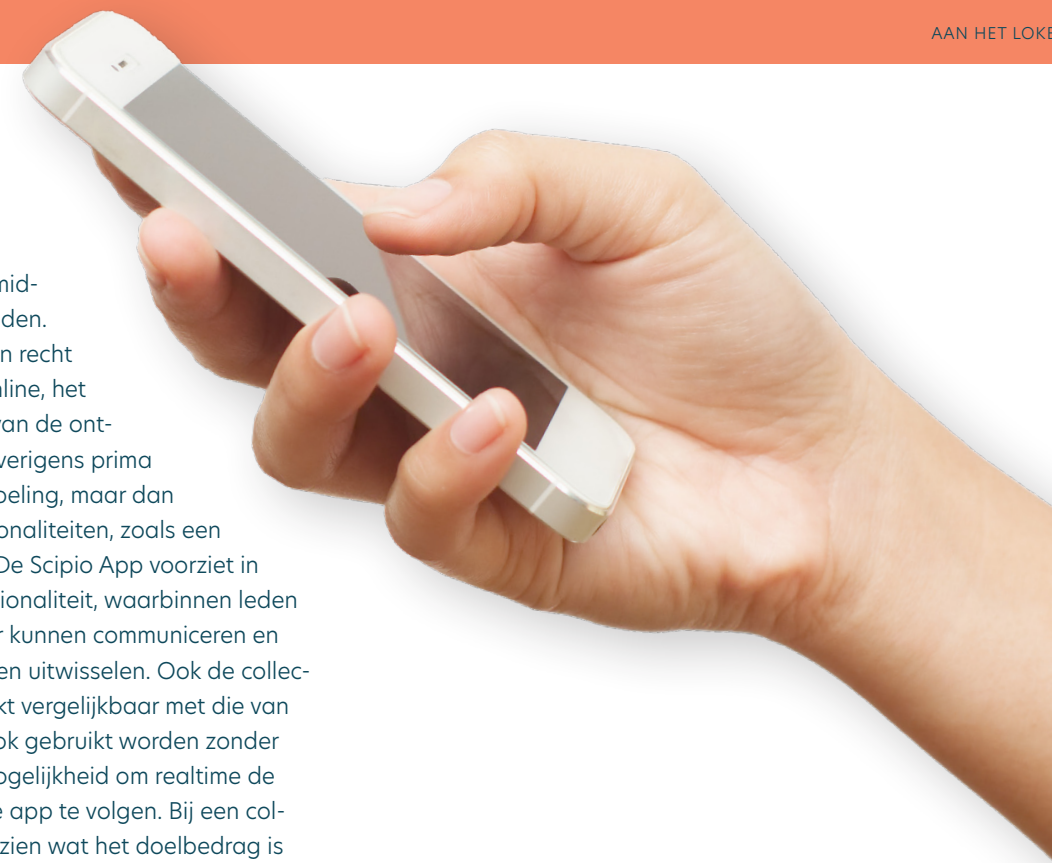 AAN HET LOKE
mid-
den.
n recht
nline, het
van de ont-
verigens prima
oeling, maar dan
onaliteiten, zoals een
De Scipio App voorziet in
ionaliteit, waarbinnen leden
r kunnen communiceren en
en uitwisselen. Ook de collec-
kt vergelijkbaar met die van
ok gebruikt worden zonder
ogelijkheid om realtime de
e app te volgen. Bij een col-
zien wat het doelbedrag is